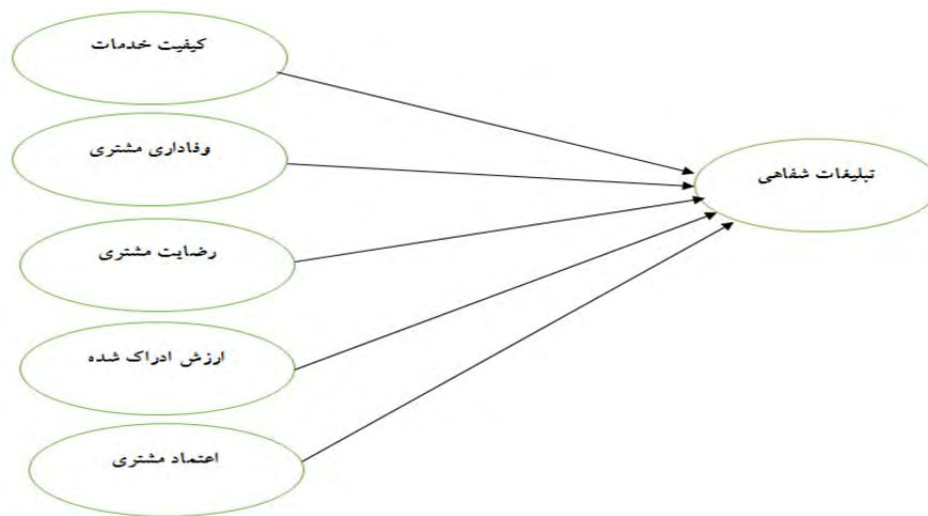 کیفیت خدمات
وفاداری مشتری
رضایت مشتری
ارزش ادراک شده
اعتماد مشتری
تبلیغات شفاهی